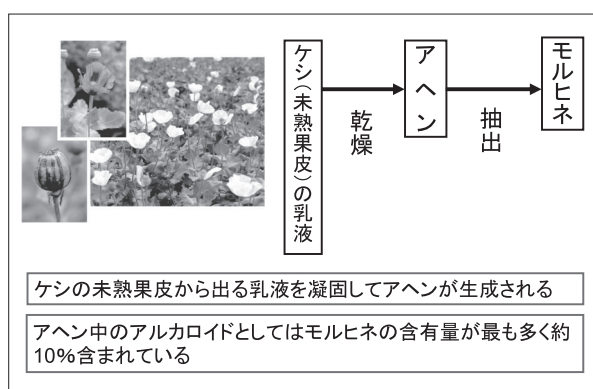 ケシ(未熟果皮)の乳液
乾燥
アヘン
抽出
モルヒネ
ケシの未熟果皮から出る乳液を凝固してアヘンが生成される
アヘン中のアルカロイドとしてはモルヒネの含有量が最も多く約
10%含まれている